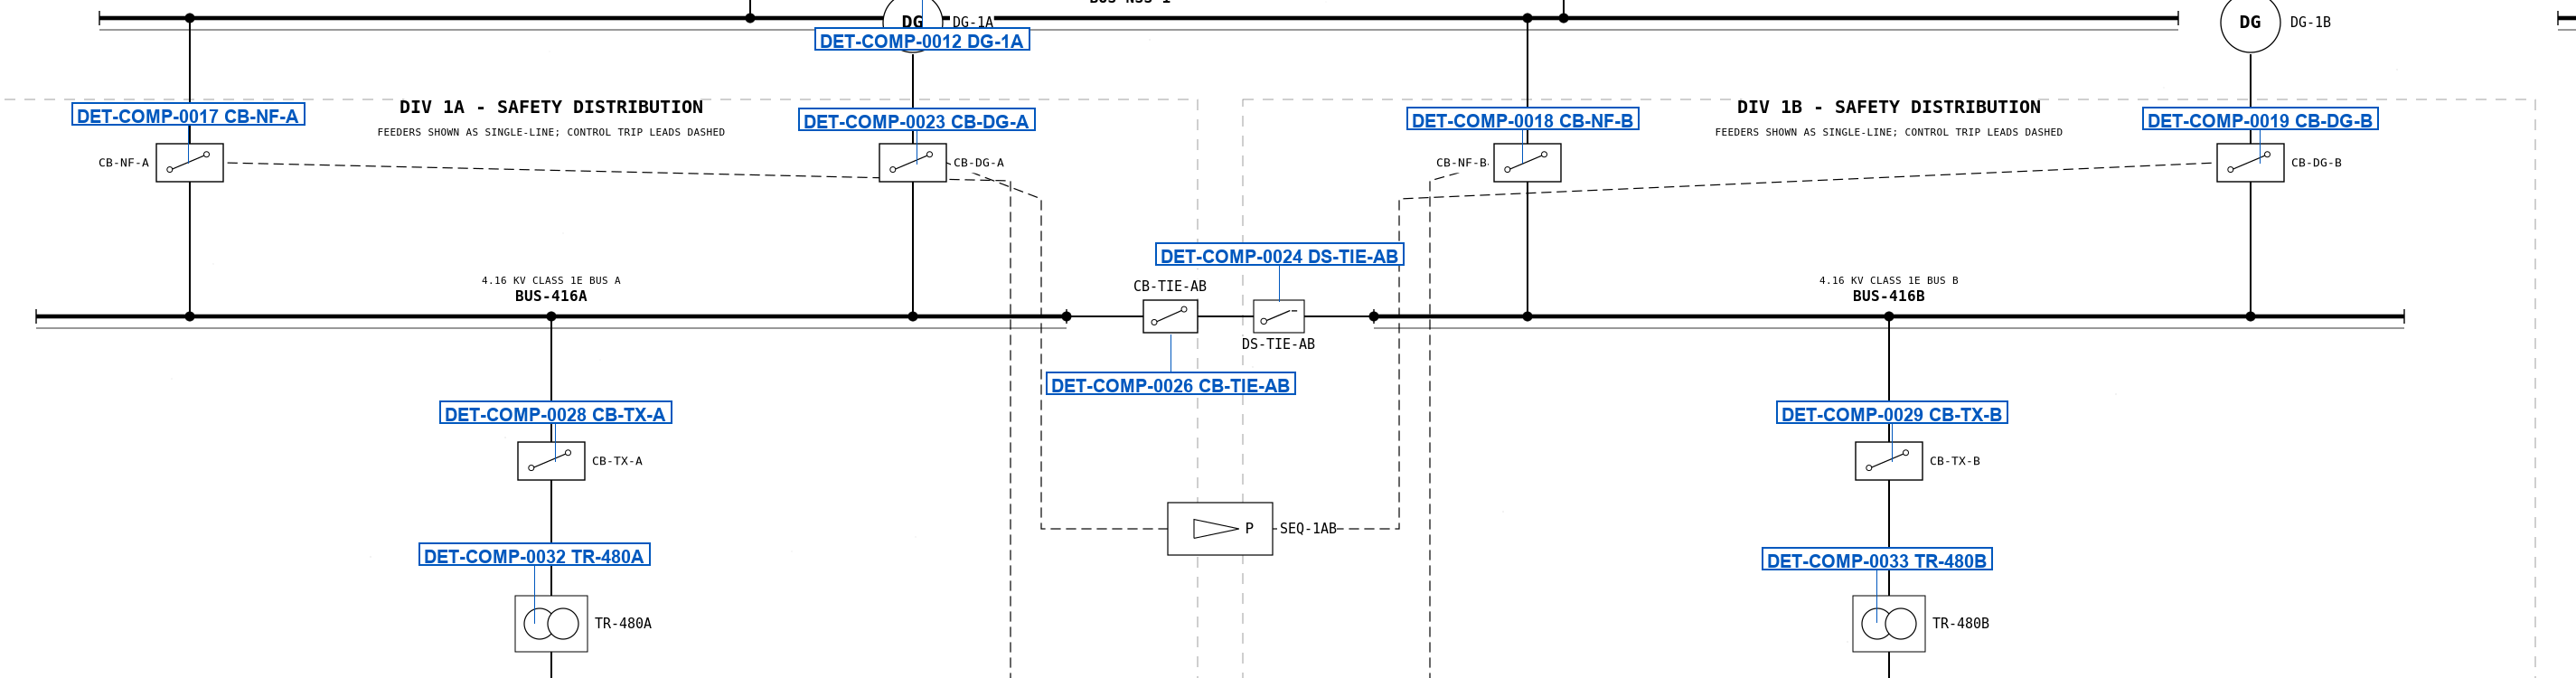 BUS-NSS-1
DG
DG-1A
DG
DG-1B
DET-COMP-0012 DG-1A
DIV 1A - SAFETY DISTRIBUTION
DIV 1B - SAFETY DISTRIBUTION
DET-COMP-0017 CB-NF-A
DET-COMP-0023 CB-DG-A
DET-COMP-0018 CB-NF-B
DET-COMP-0019 CB-DG-B
FEEDERS SHOWN AS SINGLE-LINE; CONTROL TRIP LEADS DASHED
FEEDERS SHOWN AS SINGLE-LINE; CONTROL TRIP LEADS DASHED
CB-NF-A
CB-DG-A
CB-NF-B
CB-DG-B
DET-COMP-0024 DS-TIE-AB
4.16 KV CLASS 1E BUS A
BUS-416A
CB-TIE-AB
4.16 KV CLASS 1E BUS B
BUS-416B
DS-TIE-AB
DET-COMP-0026 CB-TIE-AB
DET-COMP-0028 CB-TX-A
DET-COMP-0029 CB-TX-B
CB-TX-A
CB-TX-B
P
SEQ-1AB
DET-COMP-0032 TR-480A
DET-COMP-0033 TR-480B
TR-480A
TR-480B